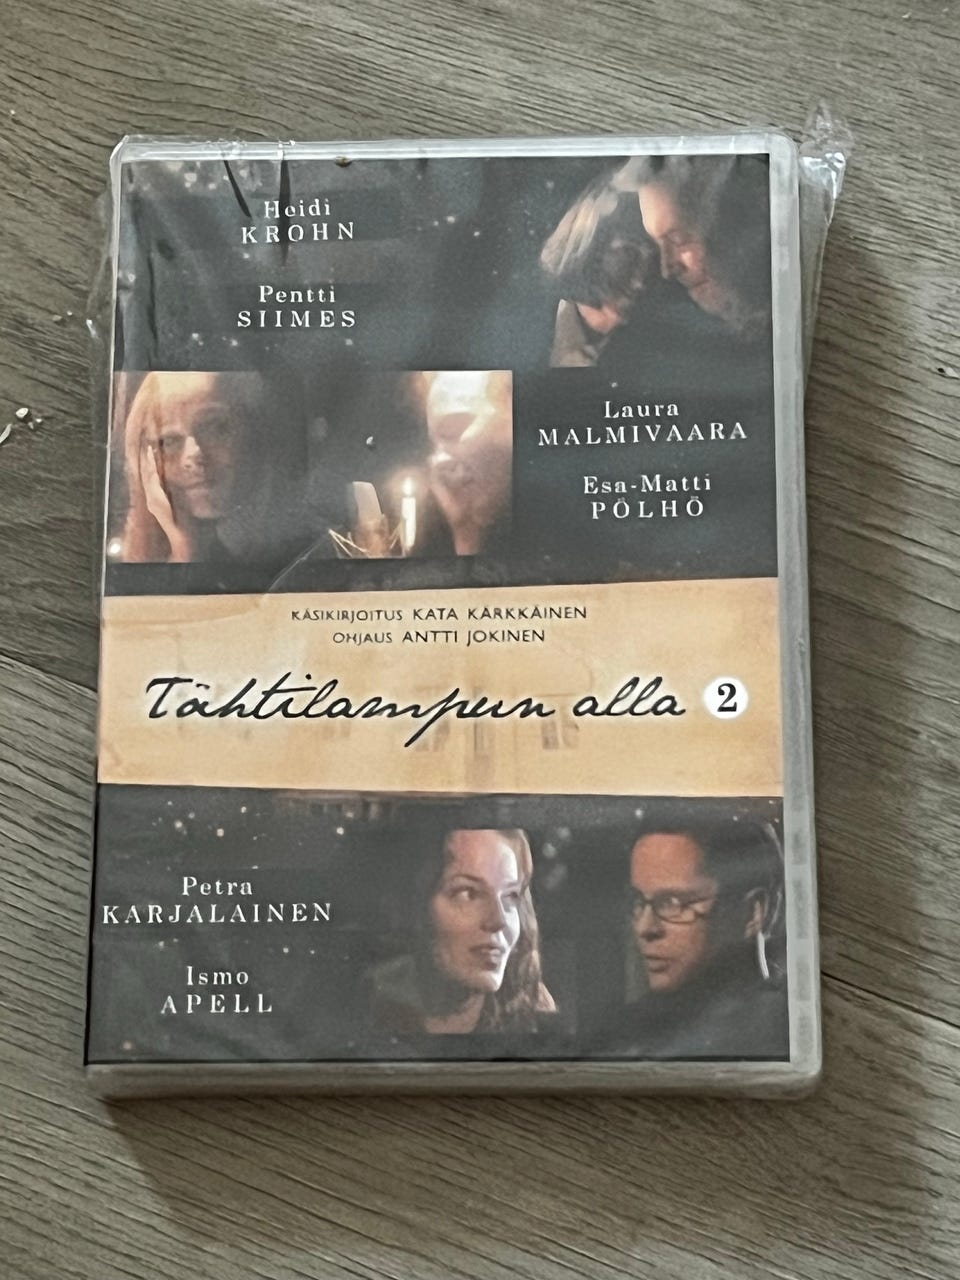 Heidi
KROHN
Pentti
SIIMES
Laura
MALMIVAARA
Esa-Matti
PÖLHÖ
KÄSIKIRJOITUS KATA KÄRKKÄINEN
OHJAUS ANTTI JOKINEN
Tähtilampun alla 2
Petra
KARJALAINEN
Ismo
APELL